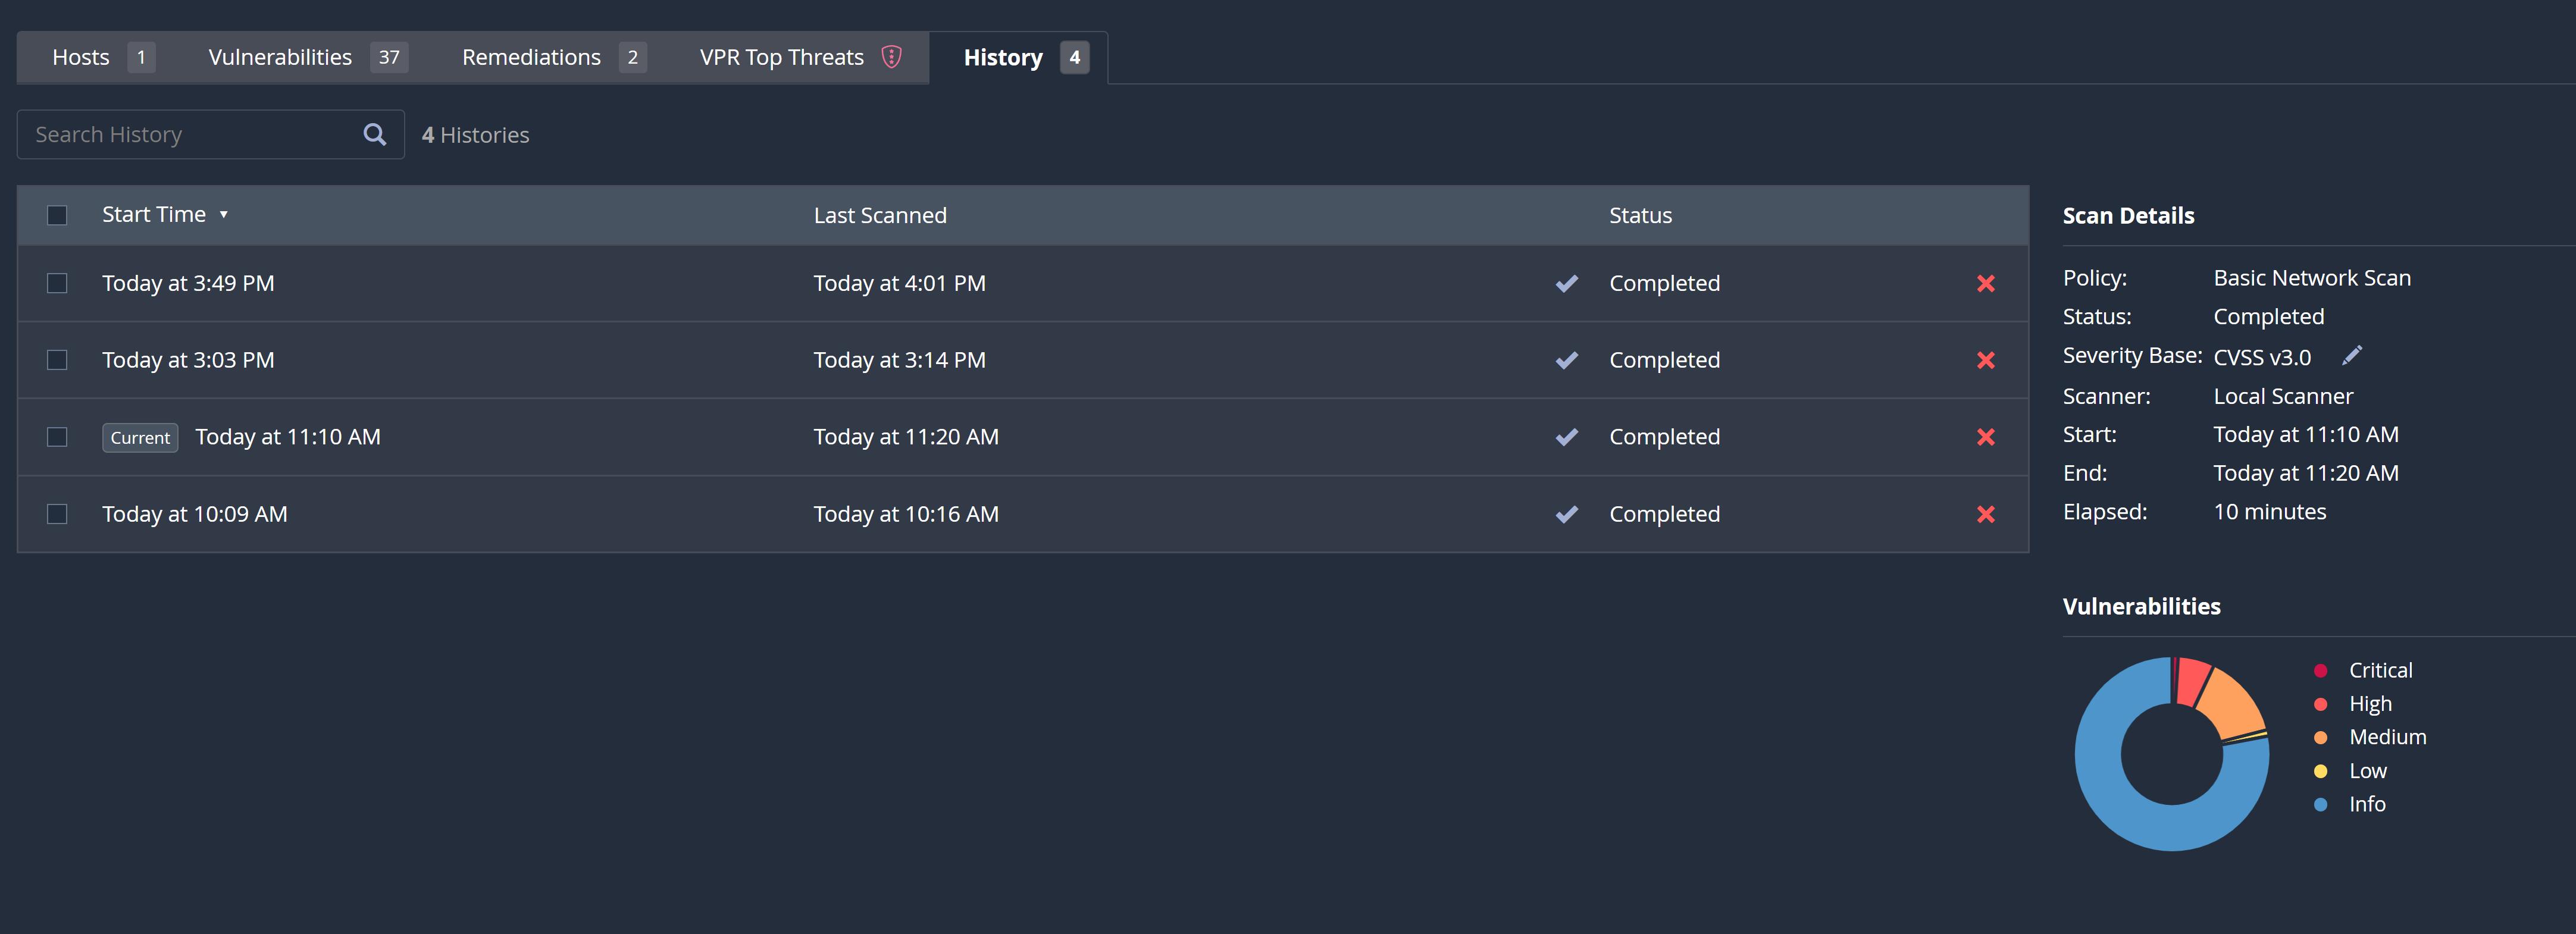 Hosts 1 Vulnerabilities 37 Remediations 2 VPR Top Threats History 4
Search History 4 Histories
Start Time Last Scanned Status
Today at 3:49 PM Today at 4:01 PM Completed
Today at 3:03 PM Today at 3:14 PM Completed
Current Today at 11:10 AM Today at 11:20 AM Completed
Today at 10:09 AM Today at 10:16 AM Completed
Scan Details
Policy: Basic Network Scan
Status: Completed
Severity Base: CVSS v3.0
Scanner: Local Scanner
Start: Today at 11:10 AM
End: Today at 11:20 AM
Elapsed: 10 minutes
Vulnerabilities
Critical
High
Medium
Low
Info